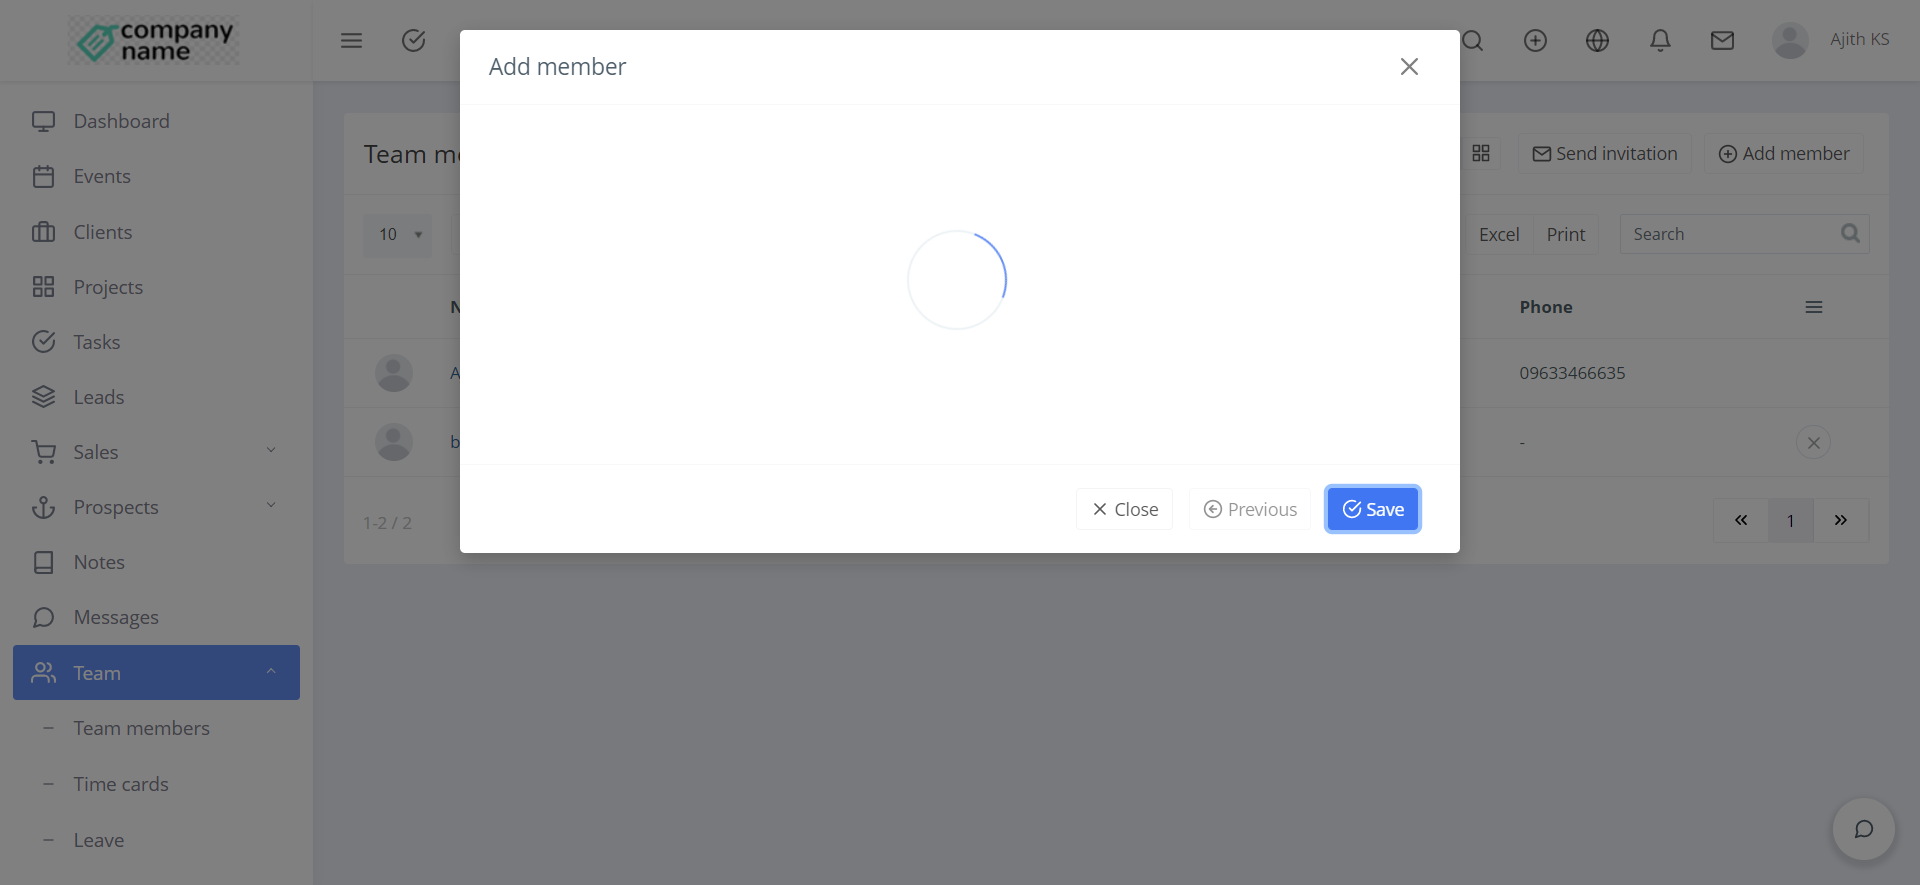 company
name
Ajith KS
Dashboard
Events
Clients
Projects
Tasks
Leads
Sales
Prospects
Notes
Messages
Team
Team members
Time cards
Leave
Add member
Close
Previous
Save
Team
Send invitation
Add member
10
Excel
Print
Search
Phone
09633466635
-
1-2 / 2
«
1
»